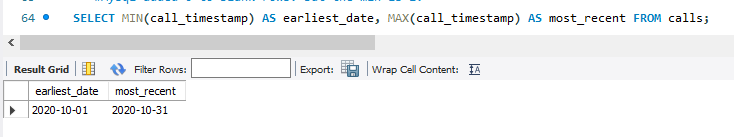 64 SELECT MIN(call_timestamp) AS earliest_date, MAX(call_timestamp) AS most_recent FROM calls;
Result Grid Filter Rows: Export: Wrap Cell Content:
earliest_date most_recent
2020-10-01 2020-10-31